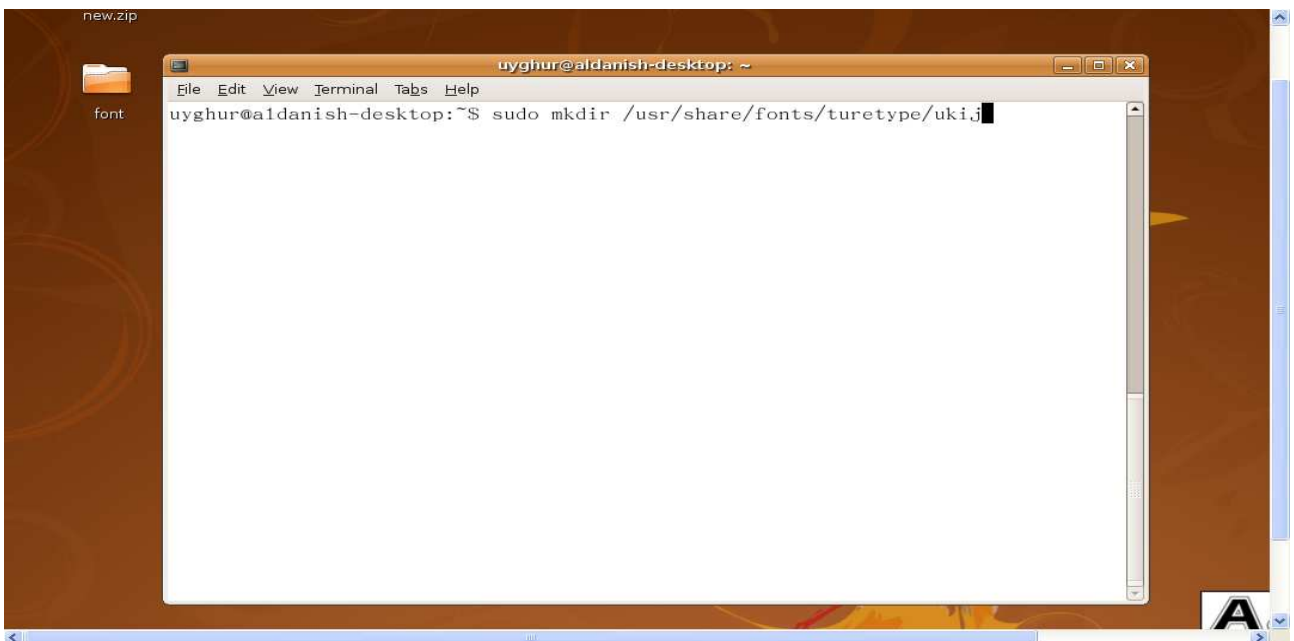 new.zip
uyghur@aldanish-desktop: ~
File Edit View Terminal Tabs Help
font
uyghur@aldanish-desktop:~$ sudo mkdir /usr/share/fonts/turetype/ukij
A